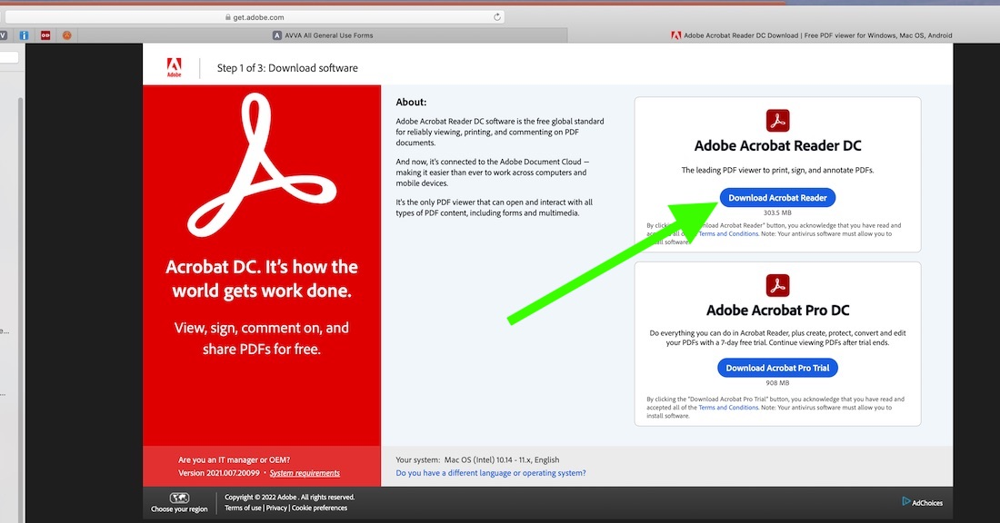 get.adobe.com
V
i
OD
A AVVA All General Use Forms
Adobe Acrobat Reader DC Download | Free PDF viewer for Windows, Mac OS, Android
Adobe
Step 1 of 3: Download software
Acrobat DC. It's how the
world gets work done.
View, sign, comment on, and
share PDFs for free.
Are you an IT manager or OEM?
Version 2021.007.20099 • System requirements
About:
Adobe Acrobat Reader DC software is the free global standard
for reliably viewing, printing, and commenting on PDF
documents.
And now, it's connected to the Adobe Document Cloud —
making it easier than ever to work across computers and
mobile devices.
It's the only PDF viewer that can open and interact with all
types of PDF content, including forms and multimedia.
Adobe Acrobat Reader DC
The leading PDF viewer to print, sign, and annotate PDFs.
Download Acrobat Reader
303.5 MB
By clicking load Acrobat Reader" button, you acknowledge that you have read and
all of Terms and Conditions. Note: Your antivirus software must allow you to
software.
Adobe Acrobat Pro DC
Do everything you can do in Acrobat Reader, plus create, protect, convert and edit
your PDFs with a 7-day free trial. Continue viewing PDFs after trial ends.
Download Acrobat Pro Trial
908 MB
By clicking the "Download Acrobat Pro Trial" button, you acknowledge that you have read and
accepted all of the Terms and Conditions. Note: Your antivirus software must allow you to
install software.
Your system: Mac OS (Intel) 10.14 - 11.x, English
Do you have a different language or operating system?
Choose your region
Copyright © 2022 Adobe . All rights reserved.
Terms of use | Privacy | Cookie preferences
AdChoices